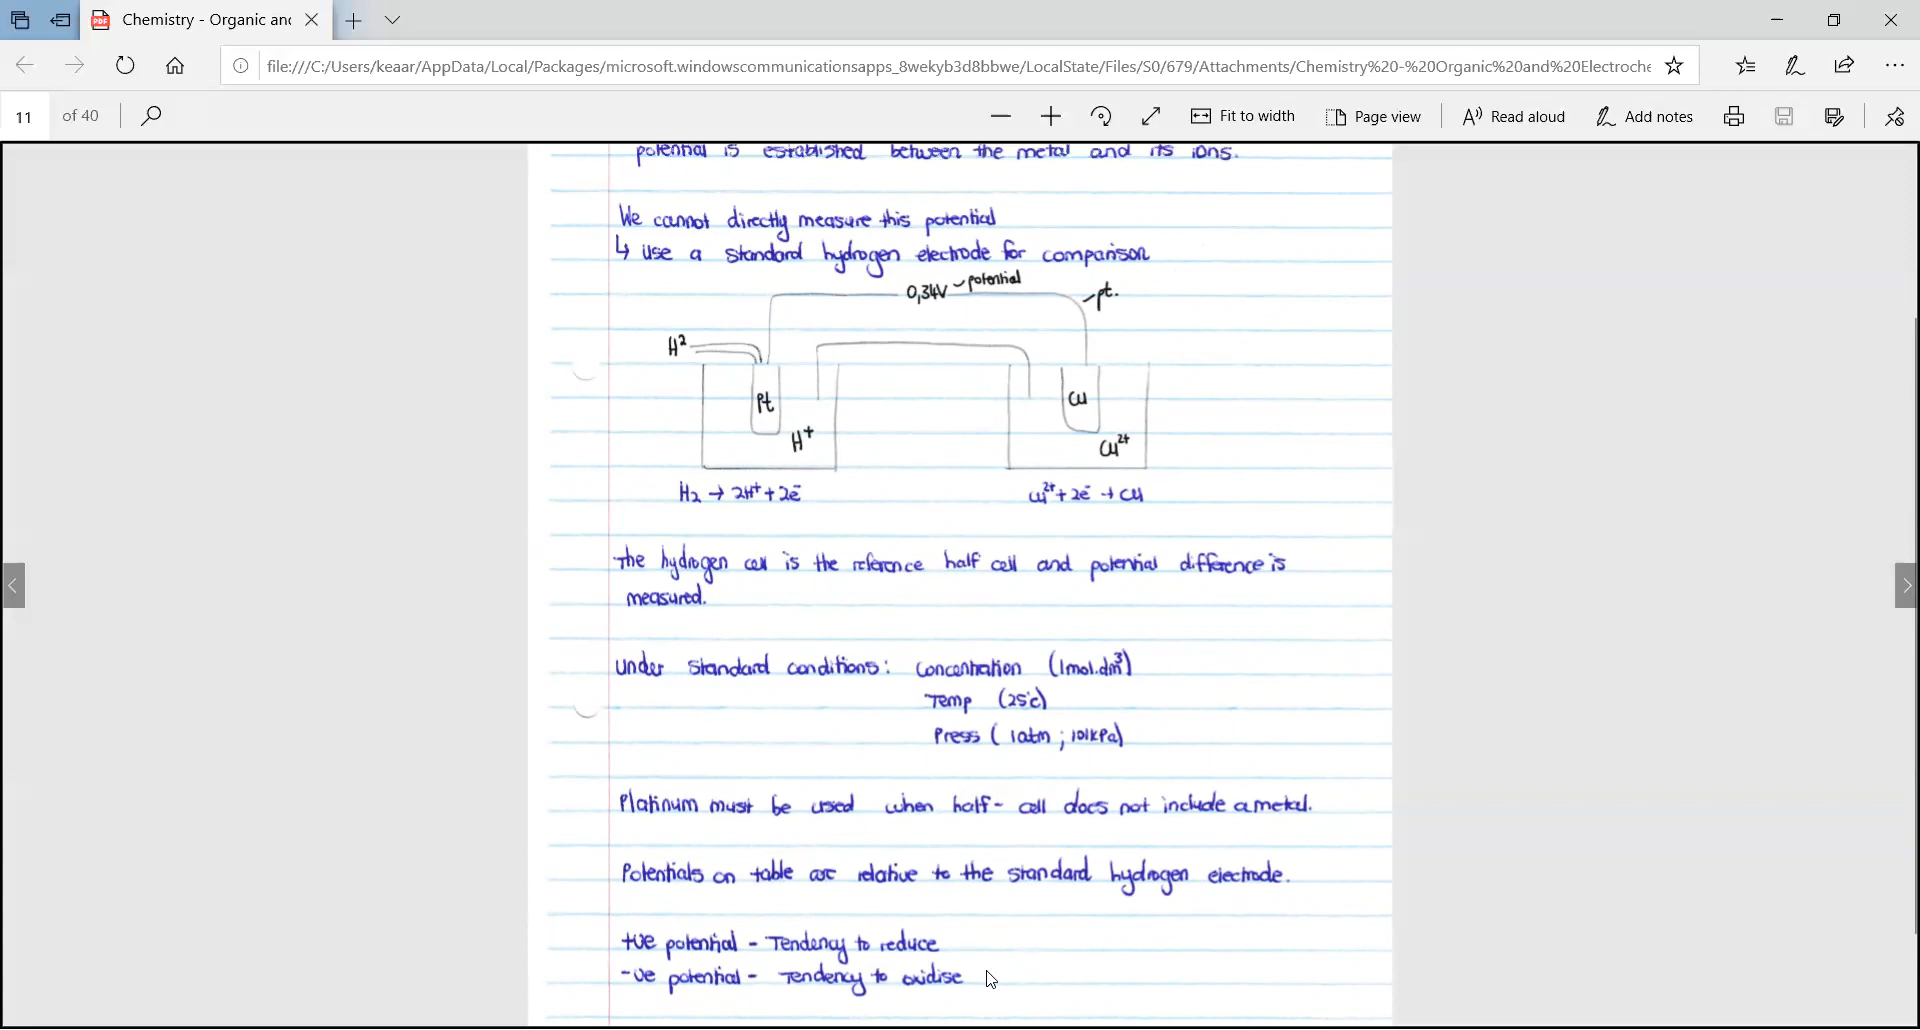 Chemistry - Organic and
file:///C:/Users/keaar/AppData/Local/Packages/microsoft.windowscommunicationsapps_8wekyb3d8bbwe/LocalState/Files/S0/679/Attachments/Chemistry%20-%20Organic%20and%20Electroche
11 of 40
Fit to width
Page view
Read aloud
Add notes
potential is established between the metal and its ions.
We cannot directly measure this potential
↳ use a standard hydrogen electrode for comparison
0,34V - potential
pt.
H²
Pt
Cu
H⁺
Cu²⁺
H₂ → 2H⁺ + 2e⁻
Cu²⁺ + 2e⁻ → Cu
the hydrogen cell is the reference half cell and potential difference is
measured.
under standard conditions: concentration (1mol.dm³)
Temp (25°c)
Press (1atm ; 101kPa)
Platinum must be used when half-cell does not include a metal.
Potentials on table are relative to the standard hydrogen electrode.
+ve potential - Tendency to reduce
-ve potential - Tendency to oxidise